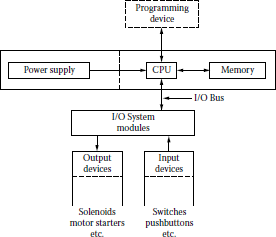 Programming
device
Power supply
CPU
Memory
I/O Bus
I/O System
modules
Output
devices
Input
devices
Solenoids
motor starters
etc.
Switches
pushbuttons
etc.